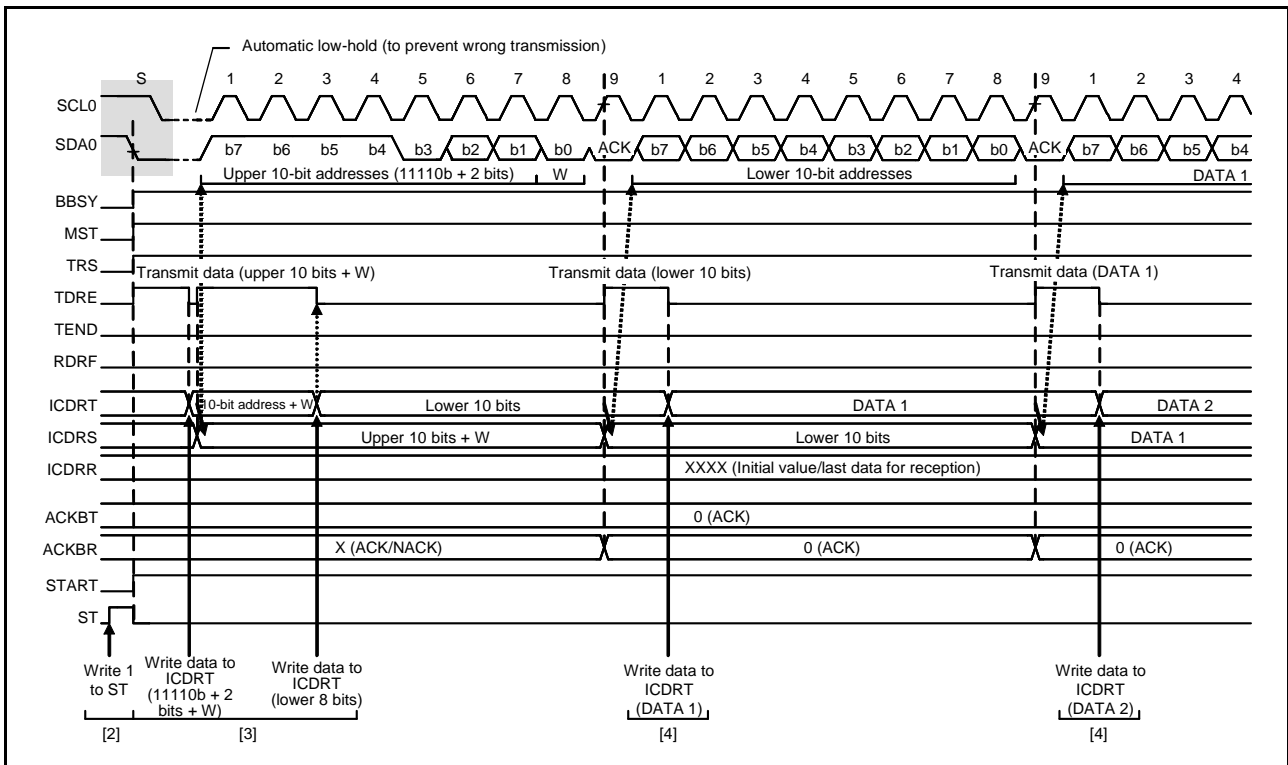 Automatic low-hold (to prevent wrong transmission)
S 1 2 3 4 5 6 7 8 9 1 2 3 4 5 6 7 8 9 1 2 3 4
SCL0
SDA0 b7 b6 b5 b4 b3 b2 b1 b0 ACK b7 b6 b5 b4 b3 b2 b1 b0 ACK b7 b6 b5 b4
Upper 10-bit addresses (11110b + 2 bits) W Lower 10-bit addresses DATA 1
BBSY
MST
TRS
Transmit data (upper 10 bits + W) Transmit data (lower 10 bits) Transmit data (DATA 1)
TDRE
TEND
RDRF
ICDRT 10-bit address + W Lower 10 bits DATA 1 DATA 2
ICDRS Upper 10 bits + W Lower 10 bits DATA 1
ICDRR XXXX (Initial value/last data for reception)
ACKBT 0 (ACK)
ACKBR X (ACK/NACK) 0 (ACK) 0 (ACK)
START
ST
Write 1
to ST
Write data to
ICDRT
(11110b + 2
bits + W)
Write data to
ICDRT
(lower 8 bits)
Write data to
ICDRT
(DATA 1)
Write data to
ICDRT
(DATA 2)
[2] [3] [4] [4]